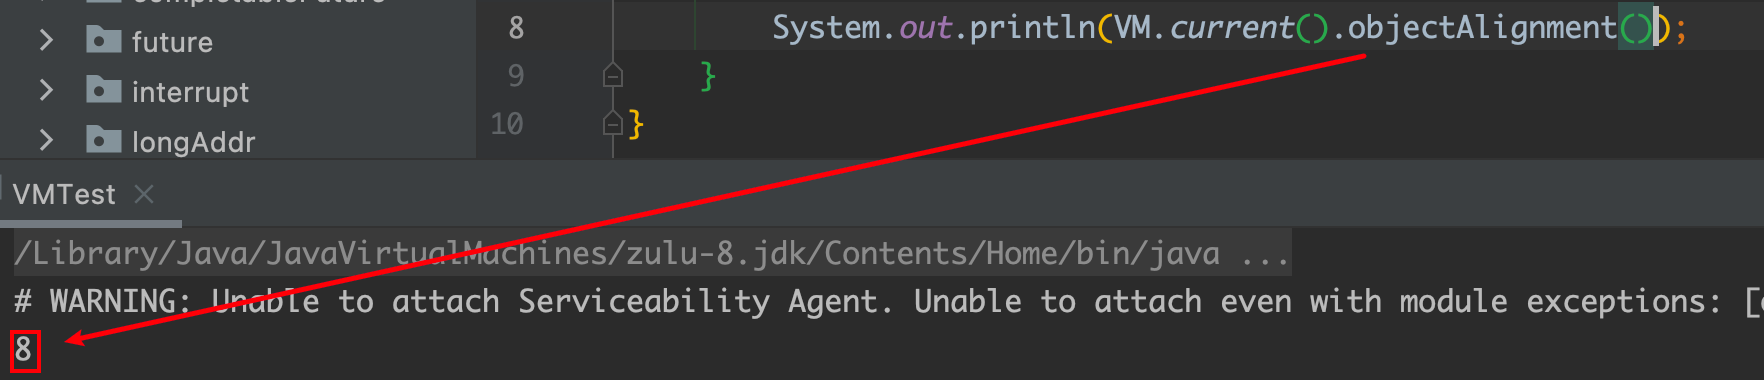 future
interrupt
longAddr
8 System.out.println(VM.current().objectAlignment());
9 }
10 }
VMTest
/Library/Java/JavaVirtualMachines/zulu-8.jdk/Contents/Home/bin/java ...
# WARNING: Unable to attach Serviceability Agent. Unable to attach even with module exceptions: [
8